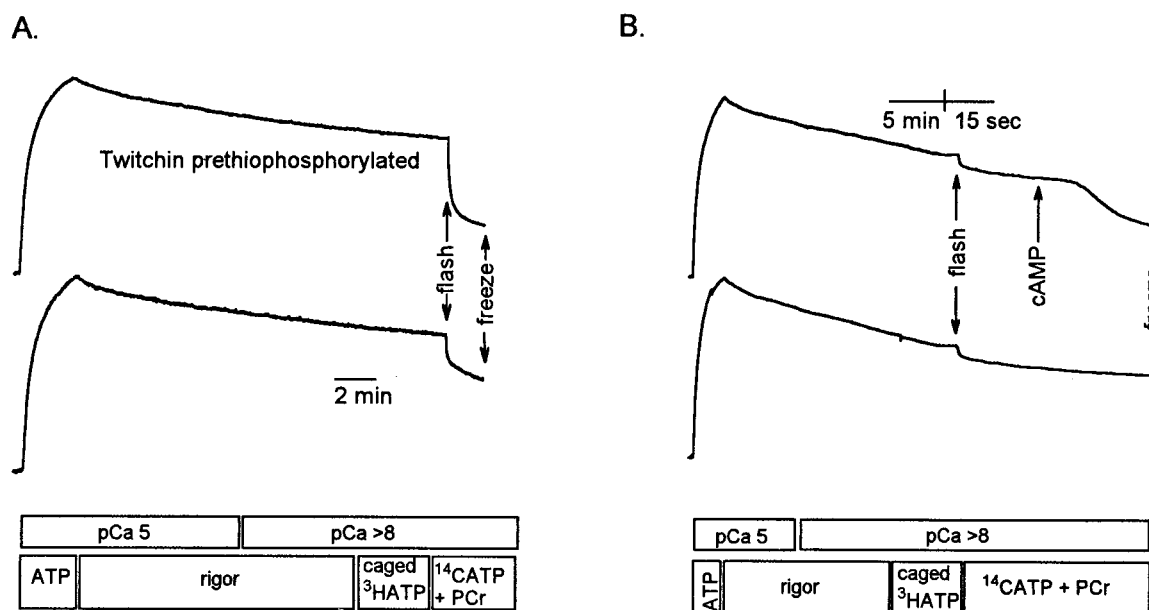 A.
Twitchin prethiophosphorylated
flash
freeze
2 min
pCa 5
pCa >8
ATP
rigor
caged
³HATP
¹⁴CATP
+ PCr
B.
5 min
15 sec
flash
cAMP
pCa 5
pCa >8
ATP
rigor
caged
³HATP
¹⁴CATP + PCr